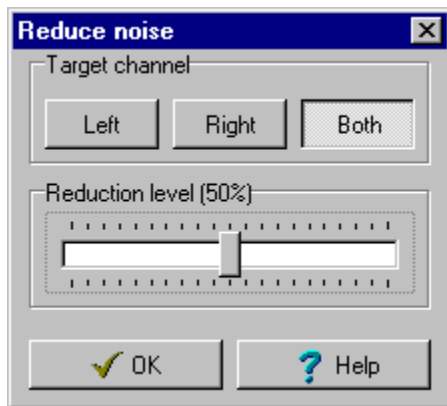 Reduce noise
Target channel
Left Right Both
Reduction level (50%)
OK Help